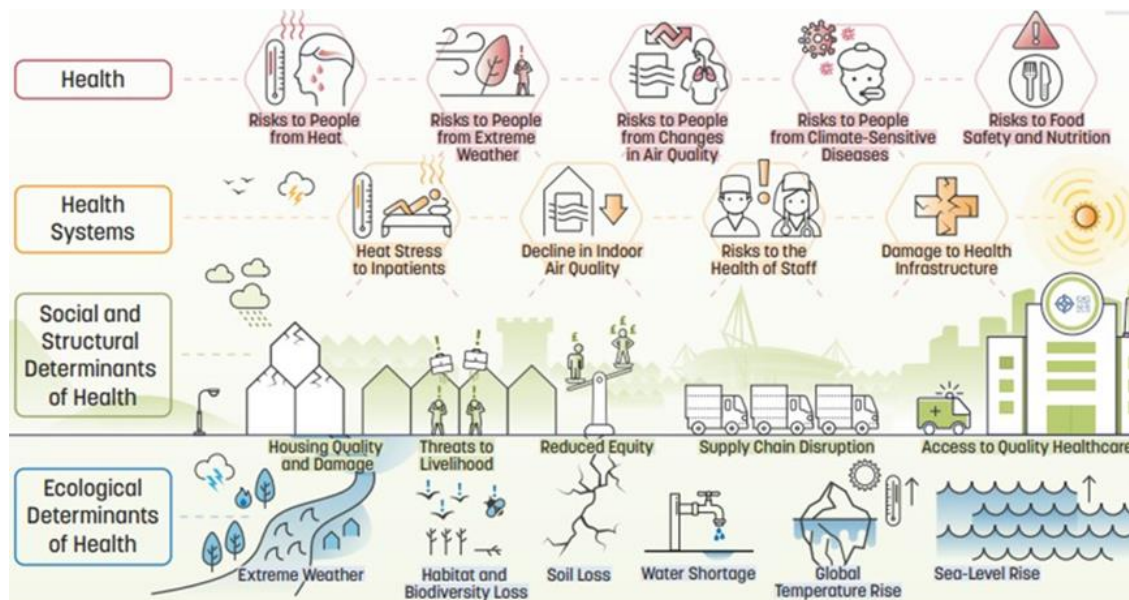 Health
Risks to People
from Heat
Risks to People
from Extreme
Weather
Risks to People
from Changes
in Air Quality
Risks to People
from Climate-Sensitive
Diseases
Risks to Food
Safety and Nutrition
Health
Systems
Heat Stress
to Inpatients
Decline in Indoor
Air Quality
Risks to the
Health of Staff
Damage to Health
Infrastructure
Social and
Structural
Determinants
of Health
Housing Quality
and Damage
Threats to
Livelihood
Reduced Equity
Supply Chain Disruption
Access to Quality Healthcare
Ecological
Determinants
of Health
Extreme Weather
Habitat and
Biodiversity Loss
Soil Loss
Water Shortage
Global
Temperature Rise
Sea-Level Rise